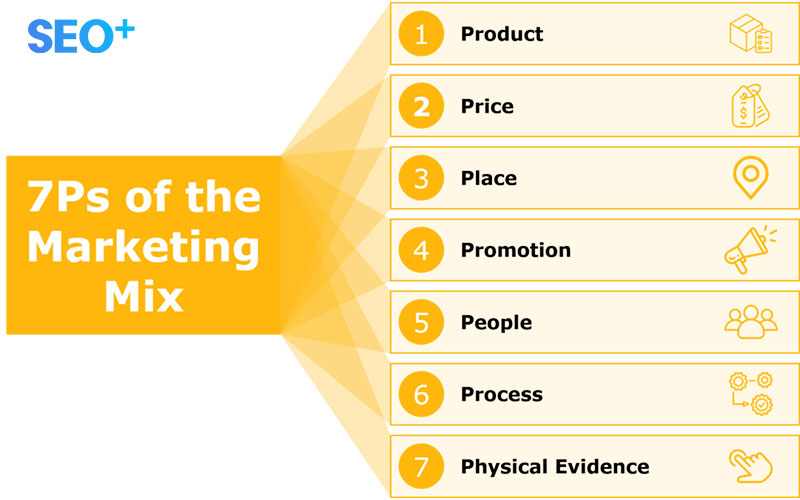 SEO+
7Ps of the
Marketing
Mix
1 Product
2 Price
3 Place
4 Promotion
5 People
6 Process
7 Physical Evidence